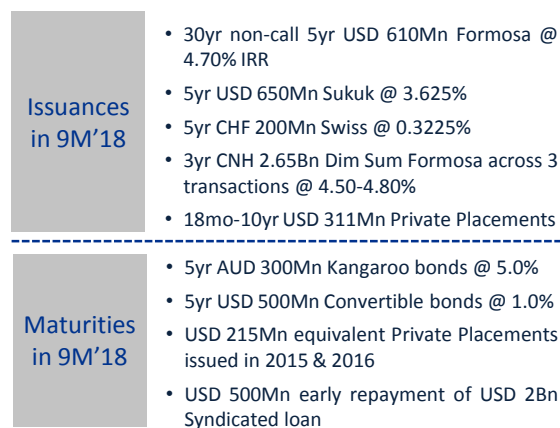 Issuances
in 9M'18
• 30yr non-call 5yr USD 610Mn Formosa @
4.70% IRR
• 5yr USD 650Mn Sukuk @ 3.625%
• 5yr CHF 200Mn Swiss @ 0.3225%
• 3yr CNH 2.65Bn Dim Sum Formosa across 3
transactions @ 4.50-4.80%
• 18mo-10yr USD 311Mn Private Placements
Maturities
in 9M'18
• 5yr AUD 300Mn Kangaroo bonds @ 5.0%
• 5yr USD 500Mn Convertible bonds @ 1.0%
• USD 215Mn equivalent Private Placements
issued in 2015 & 2016
• USD 500Mn early repayment of USD 2Bn
Syndicated loan